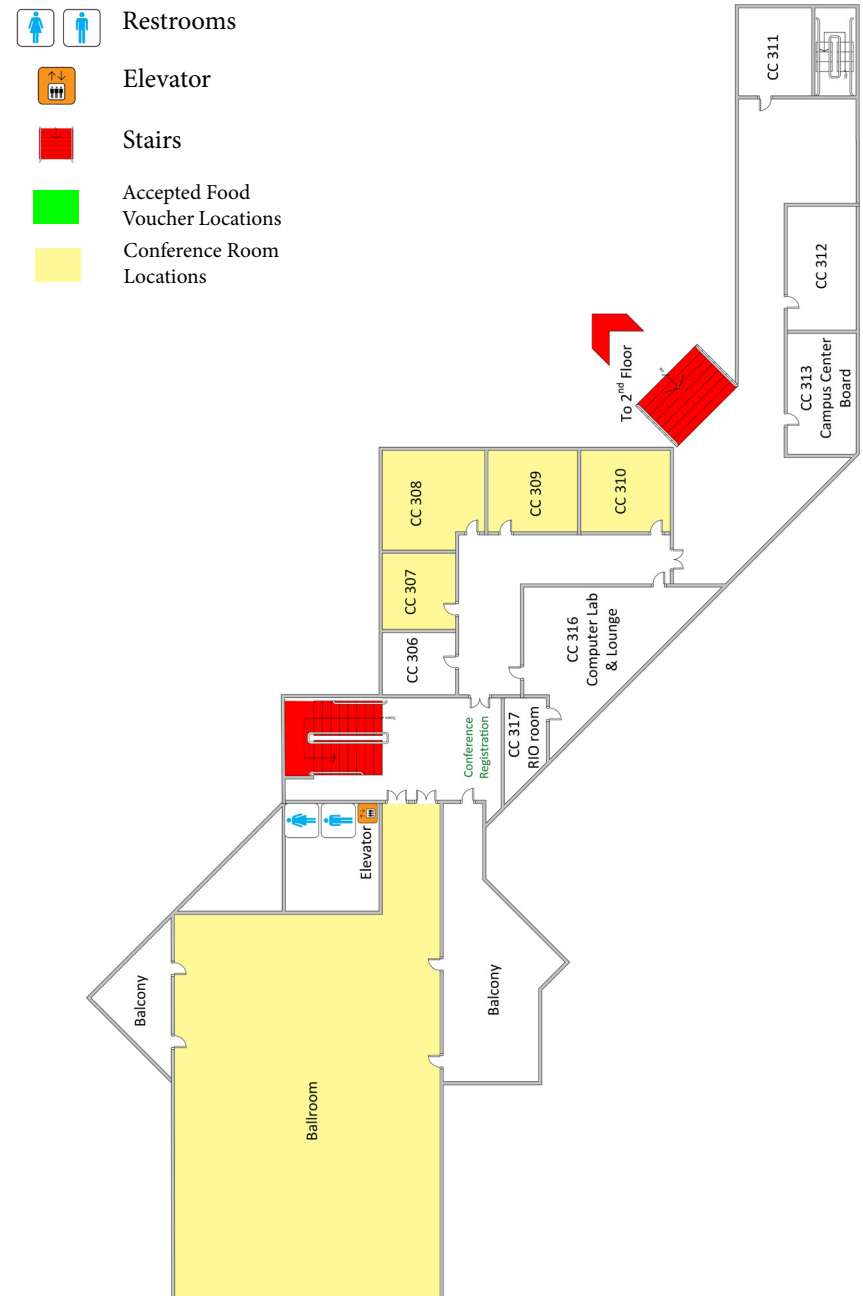 Restrooms
Elevator
Stairs
Accepted Food
Voucher Locations
Conference Room
Locations
CC 311
CC 312
CC 313
Campus Center
Board
To 2nd Floor
CC 308
CC 309
CC 310
CC 307
CC 306
CC 316
Computer Lab
& Lounge
CC 317
RIO room
Conference
Registration
Down
Elevator
Balcony
Balcony
Ballroom